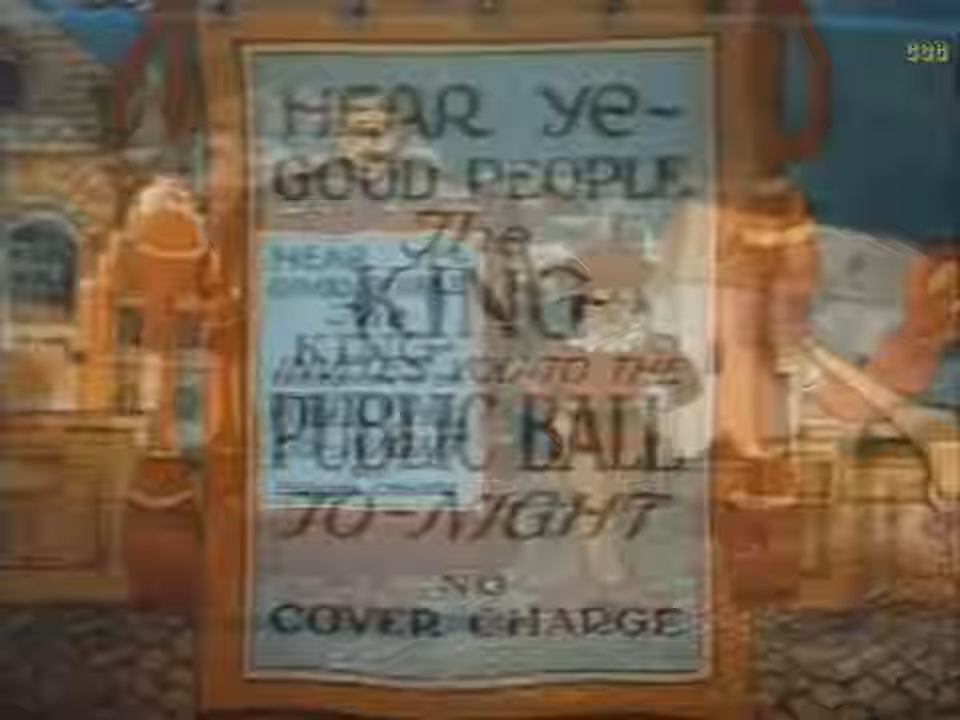 HEAR ye-
GOOD PEOPLE
The
KING
INVITES YOU TO THE
PUBLIC BALL
TO-NIGHT
NO
COVER CHARGE